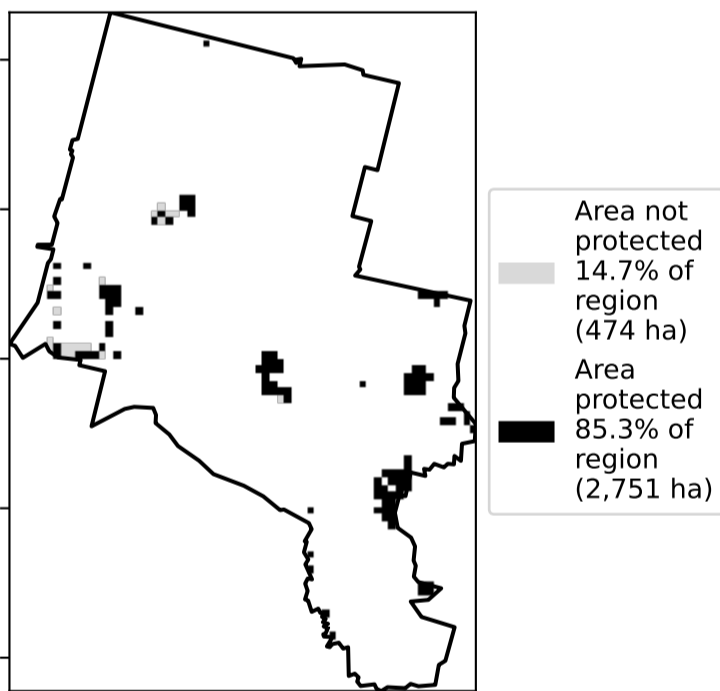 Area not
protected
14.7% of
region
(474 ha)
Area
protected
85.3% of
region
(2,751 ha)